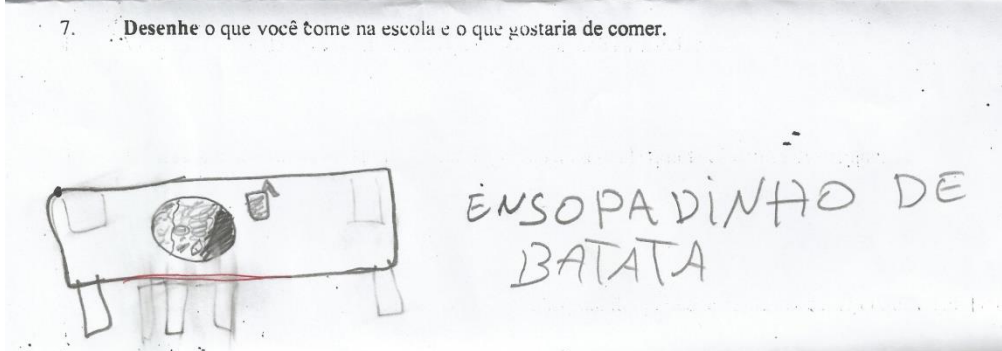 7. Desenhe o que você come na escola e o que gostaria de comer.
ENSOPADINHO DE
BATATA